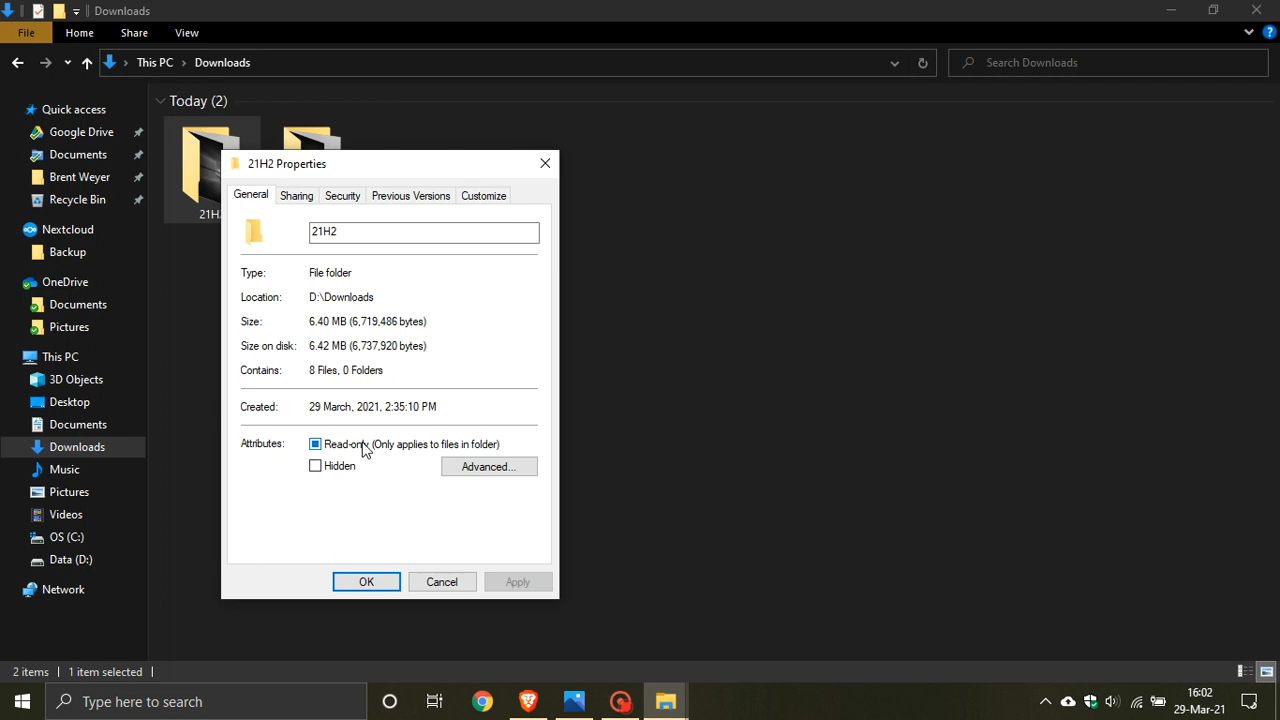 Downloads
File Home Share View
This PC Downloads
Search Downloads
Quick access
Google Drive
Documents
Brent Weyer
Recycle Bin
Nextcloud
Backup
OneDrive
Documents
Pictures
This PC
3D Objects
Desktop
Documents
Downloads
Music
Pictures
Videos
OS (C:)
Data (D:)
Network
Today (2)
21H2 Properties
General Sharing Security Previous Versions Customize
21H2
Type: File folder
Location: D:\Downloads
Size: 6.40 MB (6,719,486 bytes)
Size on disk: 6.42 MB (6,737,920 bytes)
Contains: 8 Files, 0 Folders
Created: 29 March, 2021, 2:35:10 PM
Attributes: Read-only (Only applies to files in folder)
Hidden Advanced...
OK Cancel Apply
2 items 1 item selected
Type here to search
16:02
29-Mar-21